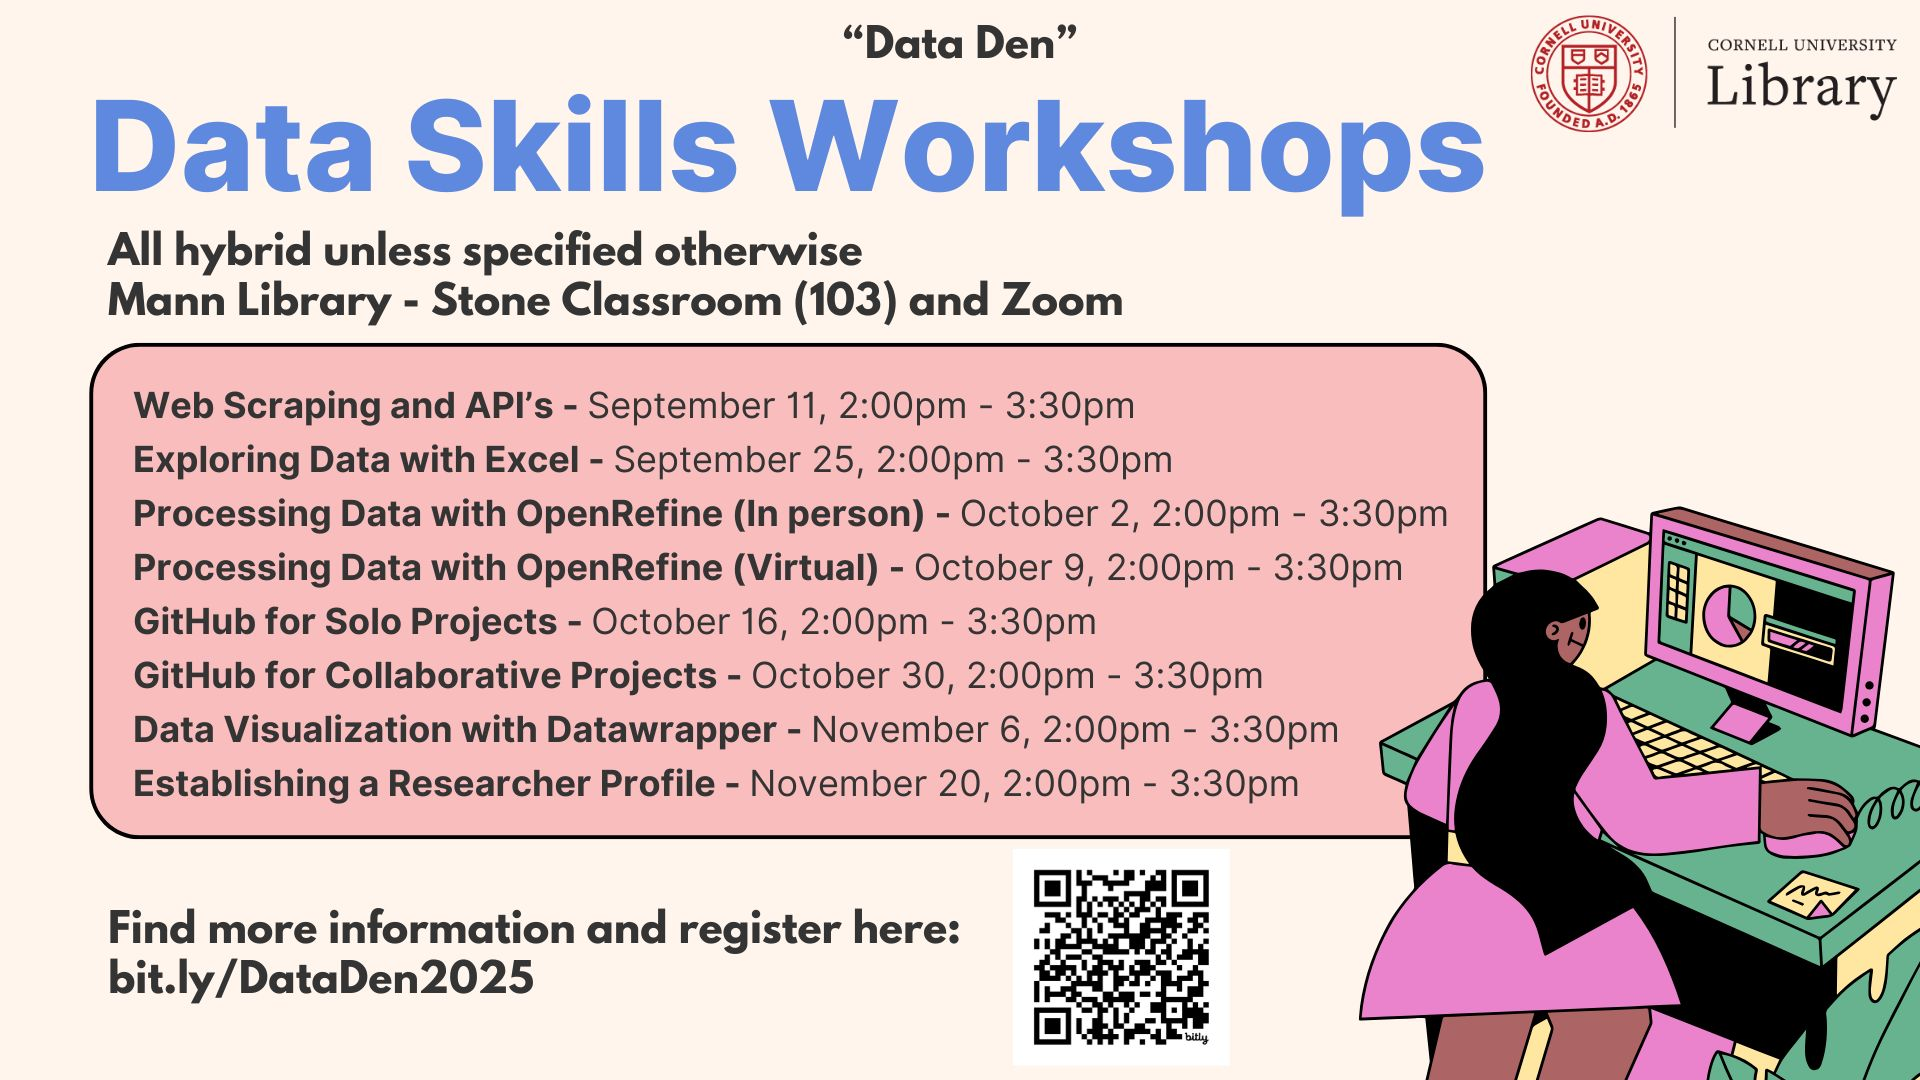 “Data Den”
CORNELL UNIVERSITY
FOUNDED A.D. 1865
CORNELL UNIVERSITY
Library
Data Skills Workshops
All hybrid unless specified otherwise
Mann Library - Stone Classroom (103) and Zoom
Web Scraping and API’s - September 11, 2:00pm - 3:30pm
Exploring Data with Excel - September 25, 2:00pm - 3:30pm
Processing Data with OpenRefine (In person) - October 2, 2:00pm - 3:30pm
Processing Data with OpenRefine (Virtual) - October 9, 2:00pm - 3:30pm
GitHub for Solo Projects - October 16, 2:00pm - 3:30pm
GitHub for Collaborative Projects - October 30, 2:00pm - 3:30pm
Data Visualization with Datawrapper - November 6, 2:00pm - 3:30pm
Establishing a Researcher Profile - November 20, 2:00pm - 3:30pm
Find more information and register here:
bit.ly/DataDen2025
bitly